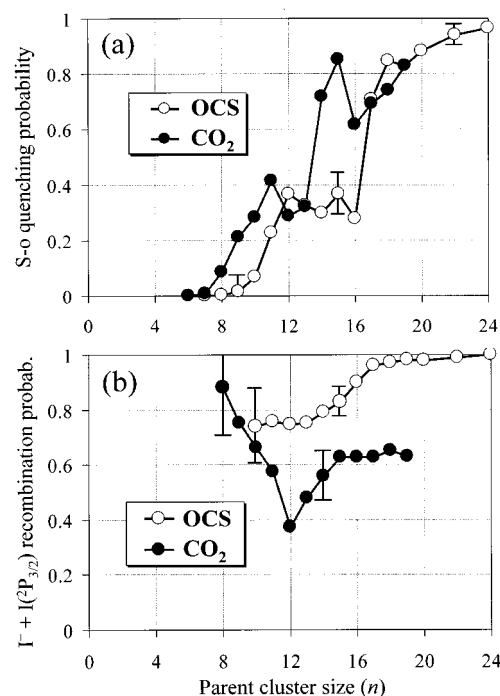 (a)
1
0.8
0.6
0.4
0.2
0
S-o quenching probability
OCS
CO₂
0 4 8 12 16 20 24
(b)
1
0.8
0.6
0.4
0.2
0
I⁻ + I(²P₃/₂) recombination probab.
OCS
CO₂
0 4 8 12 16 20 24
Parent cluster size (n)